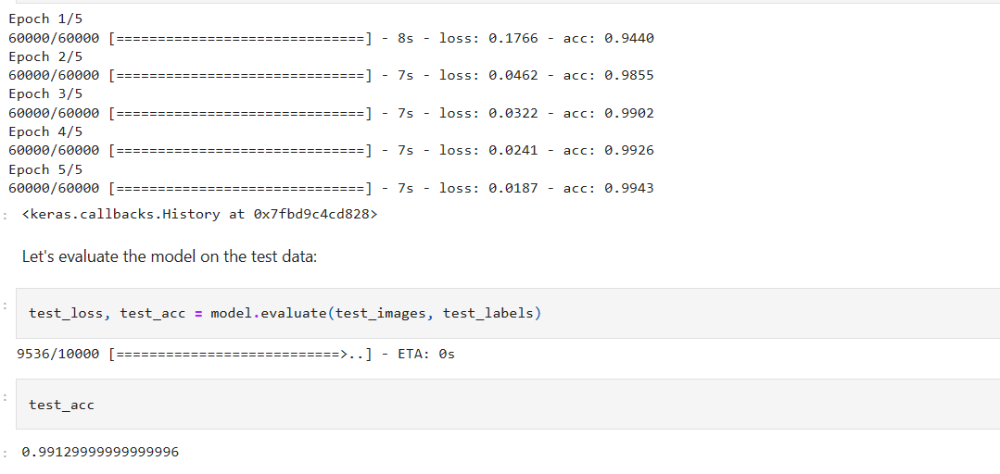 Epoch 1/5
60000/60000 [==============================] - 8s - loss: 0.1766 - acc: 0.9440
Epoch 2/5
60000/60000 [==============================] - 7s - loss: 0.0462 - acc: 0.9855
Epoch 3/5
60000/60000 [==============================] - 7s - loss: 0.0322 - acc: 0.9902
Epoch 4/5
60000/60000 [==============================] - 7s - loss: 0.0241 - acc: 0.9926
Epoch 5/5
60000/60000 [==============================] - 7s - loss: 0.0187 - acc: 0.9943
: <keras.callbacks.History at 0x7fbd9c4cd828>
Let's evaluate the model on the test data:
: test_loss, test_acc = model.evaluate(test_images, test_labels)
9536/10000 [===========================>..] - ETA: 0s
: test_acc
: 0.99129999999999996